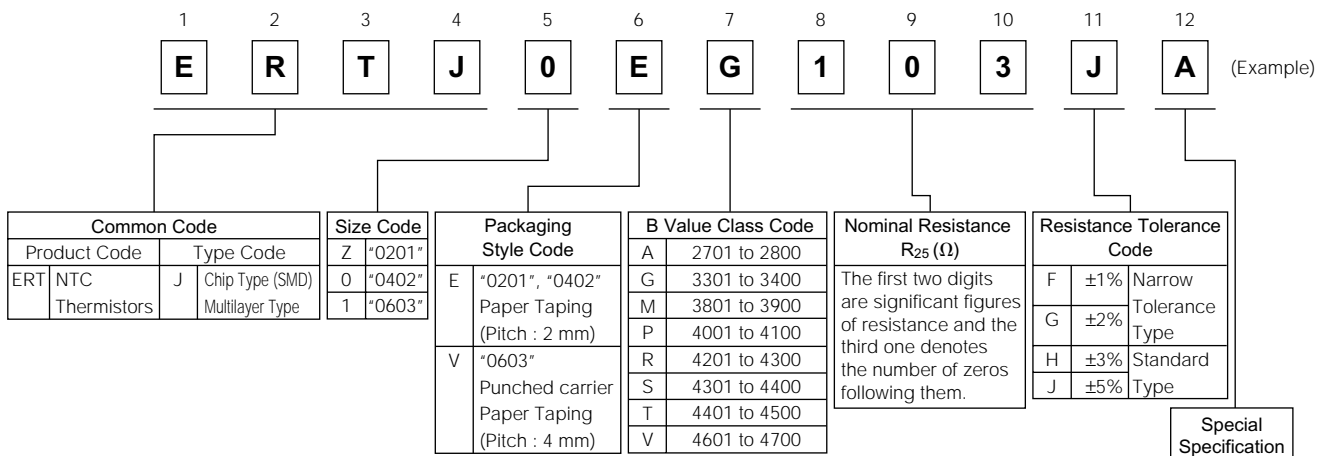 1 2 3 4 5 6 7 8 9 10 11 12
E R T J 0 E G 1 0 3 J A (Example)
Common Code
Product Code Type Code
ERT NTC Thermistors J Chip Type (SMD) Multilayer Type
Size Code
Z "0201"
0 "0402"
1 "0603"
Packaging
Style Code
E "0201", "0402"
Paper Taping
(Pitch : 2 mm)
V "0603"
Punched carrier
Paper Taping
(Pitch : 4 mm)
B Value Class Code
A 2701 to 2800
G 3301 to 3400
M 3801 to 3900
P 4001 to 4100
R 4201 to 4300
S 4301 to 4400
T 4401 to 4500
V 4601 to 4700
Nominal Resistance
R25 (Ω)
The first two digits
are significant figures
of resistance and the
third one denotes
the number of zeros
following them.
Resistance Tolerance
Code
F ±1% Narrow Tolerance Type
G ±2%
H ±3% Standard Type
J ±5%
Special
Specification